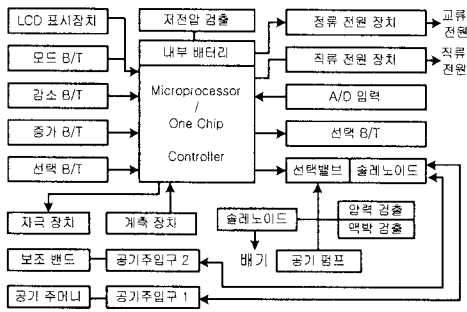 LCD 표시장치
저전압 검출
정류 전원 장치
교류
전원
내부 배터리
모드 B/T
직류 전원 장치
직류
전원
감소 B/T
Microprocessor
/
One Chip
Controller
A/D 입력
증가 B/T
선택 B/T
선택 B/T
선택밸브
솔레노이드
자극 장치
계측 장치
솔레노이드
압력 검출
맥박 검출
보조 밴드
공기주입구 2
배기
공기 펌프
공기 주머니
공기주입구 1